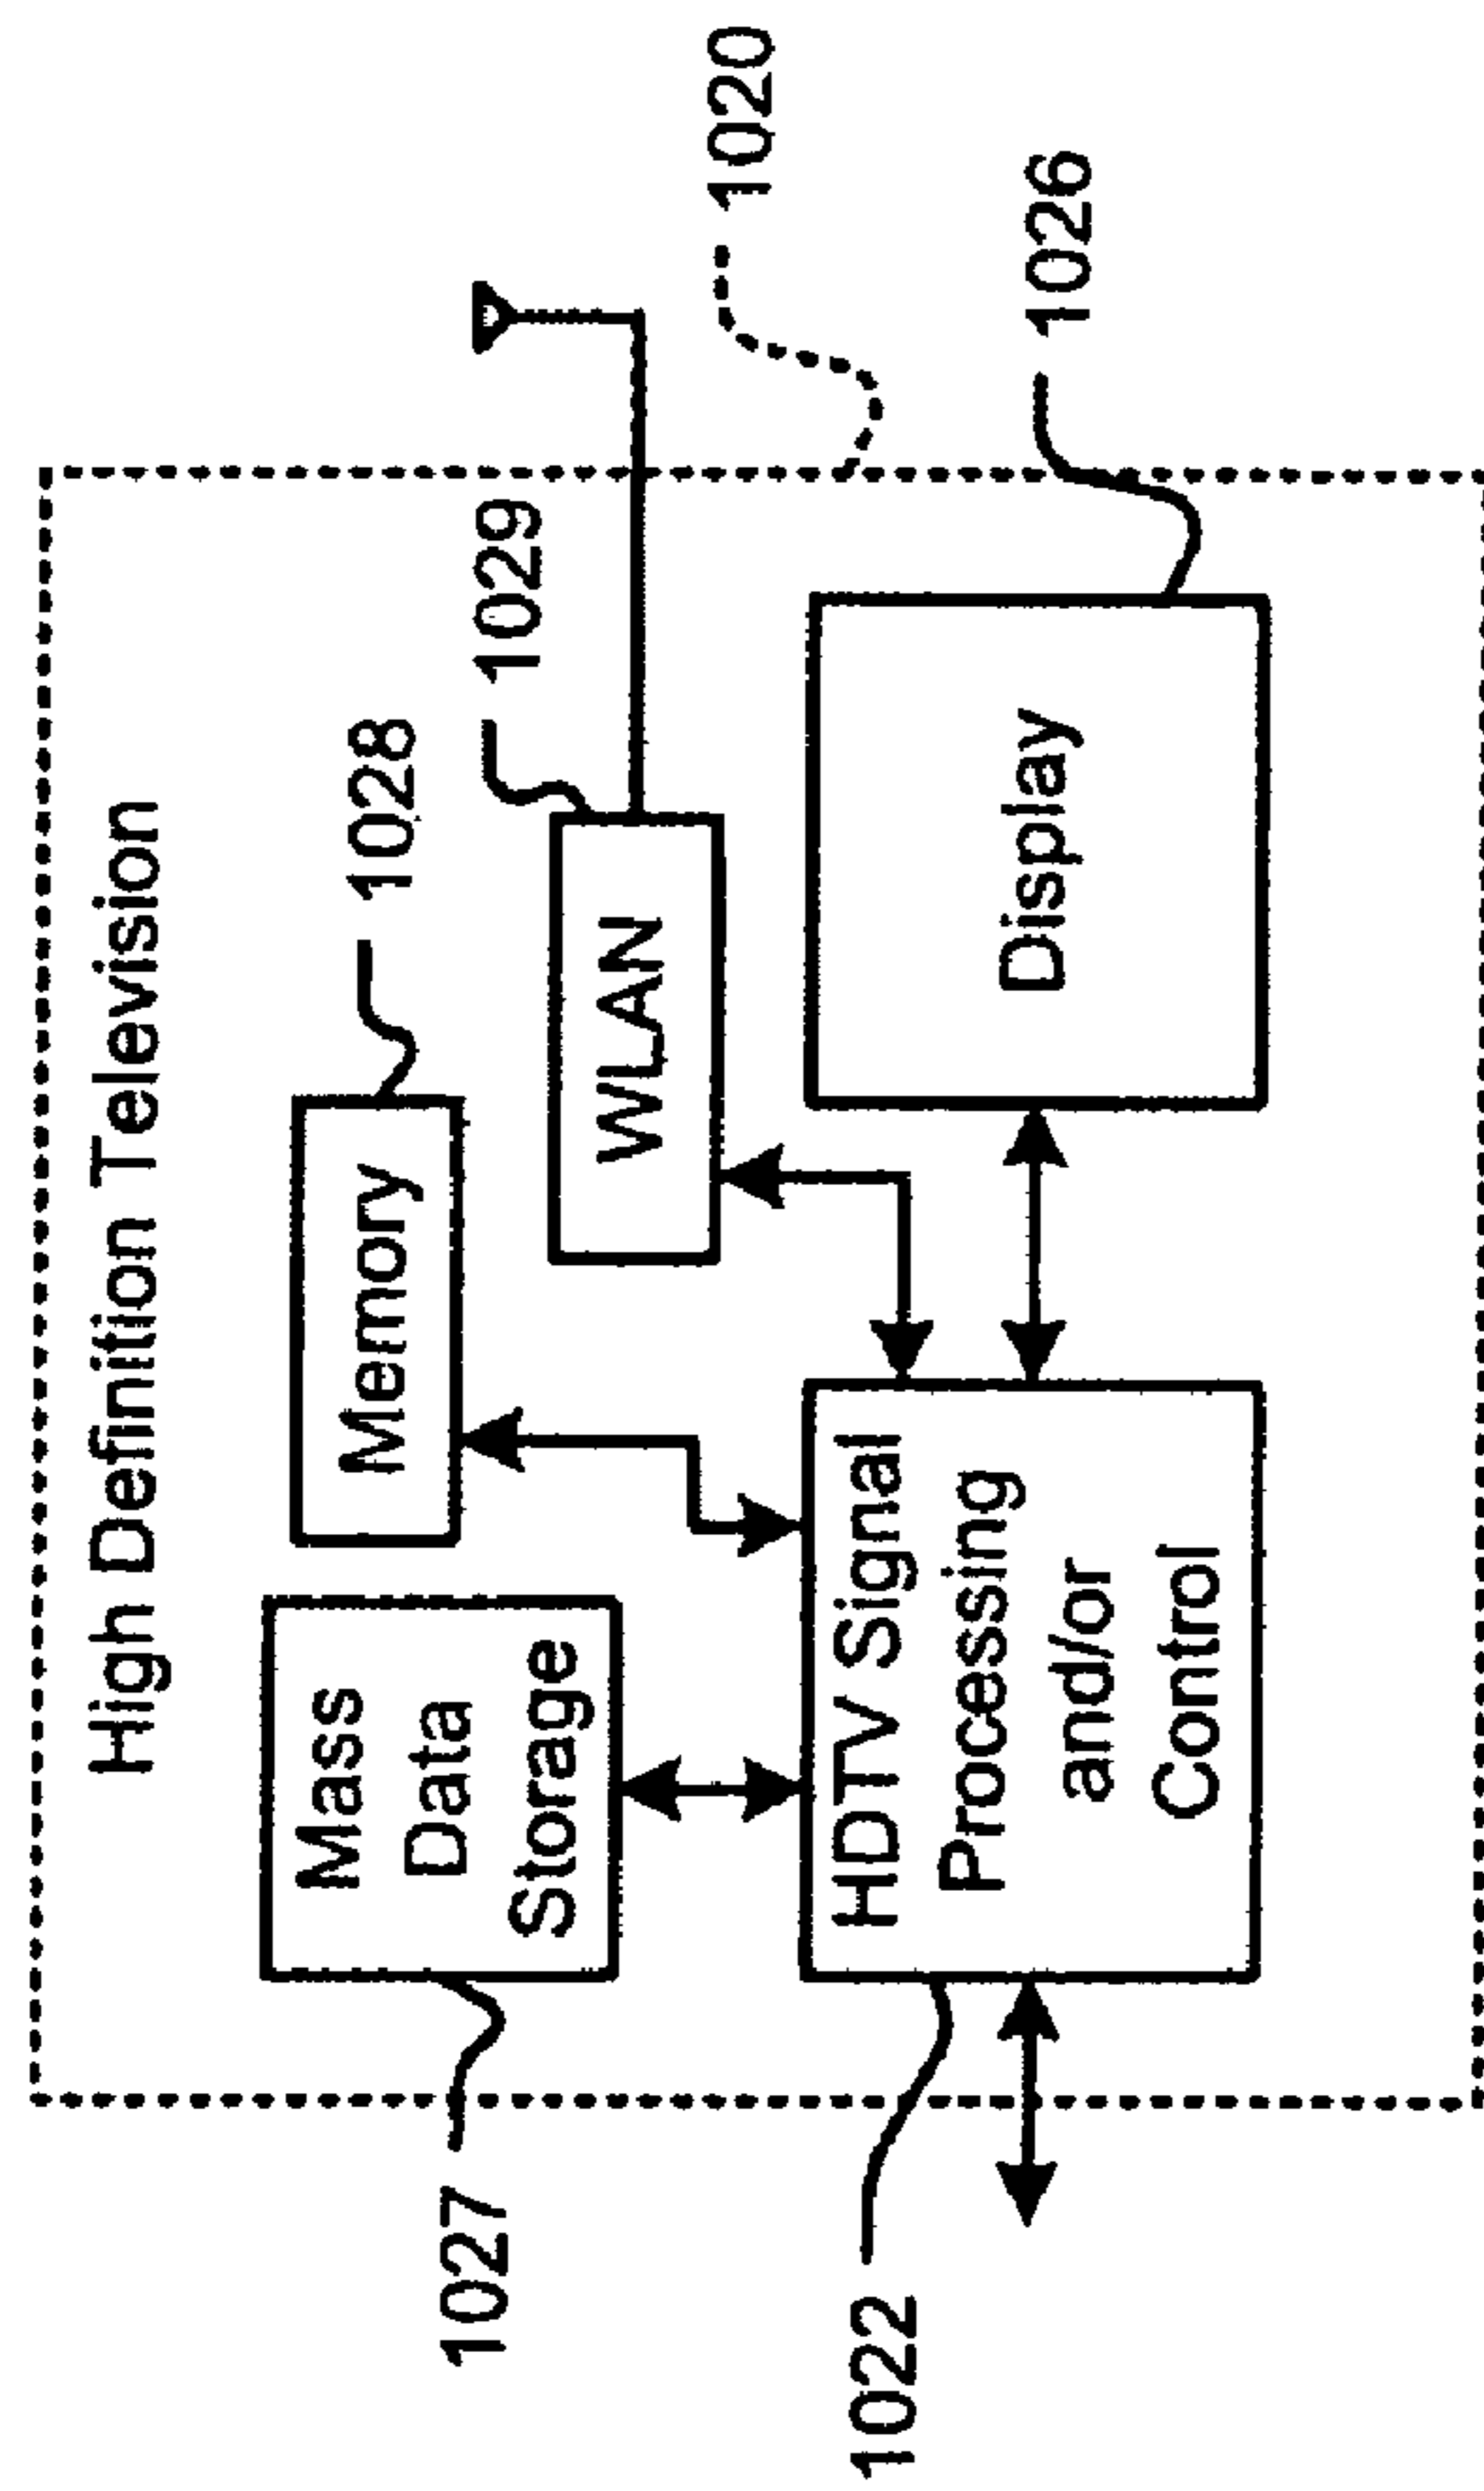 High Definition Television
1027
Mass
Data
Storage
Memory
1028
WLAN
1029
1020
1022
HDTV Signal
Processing
and/or
Control
Display
1026